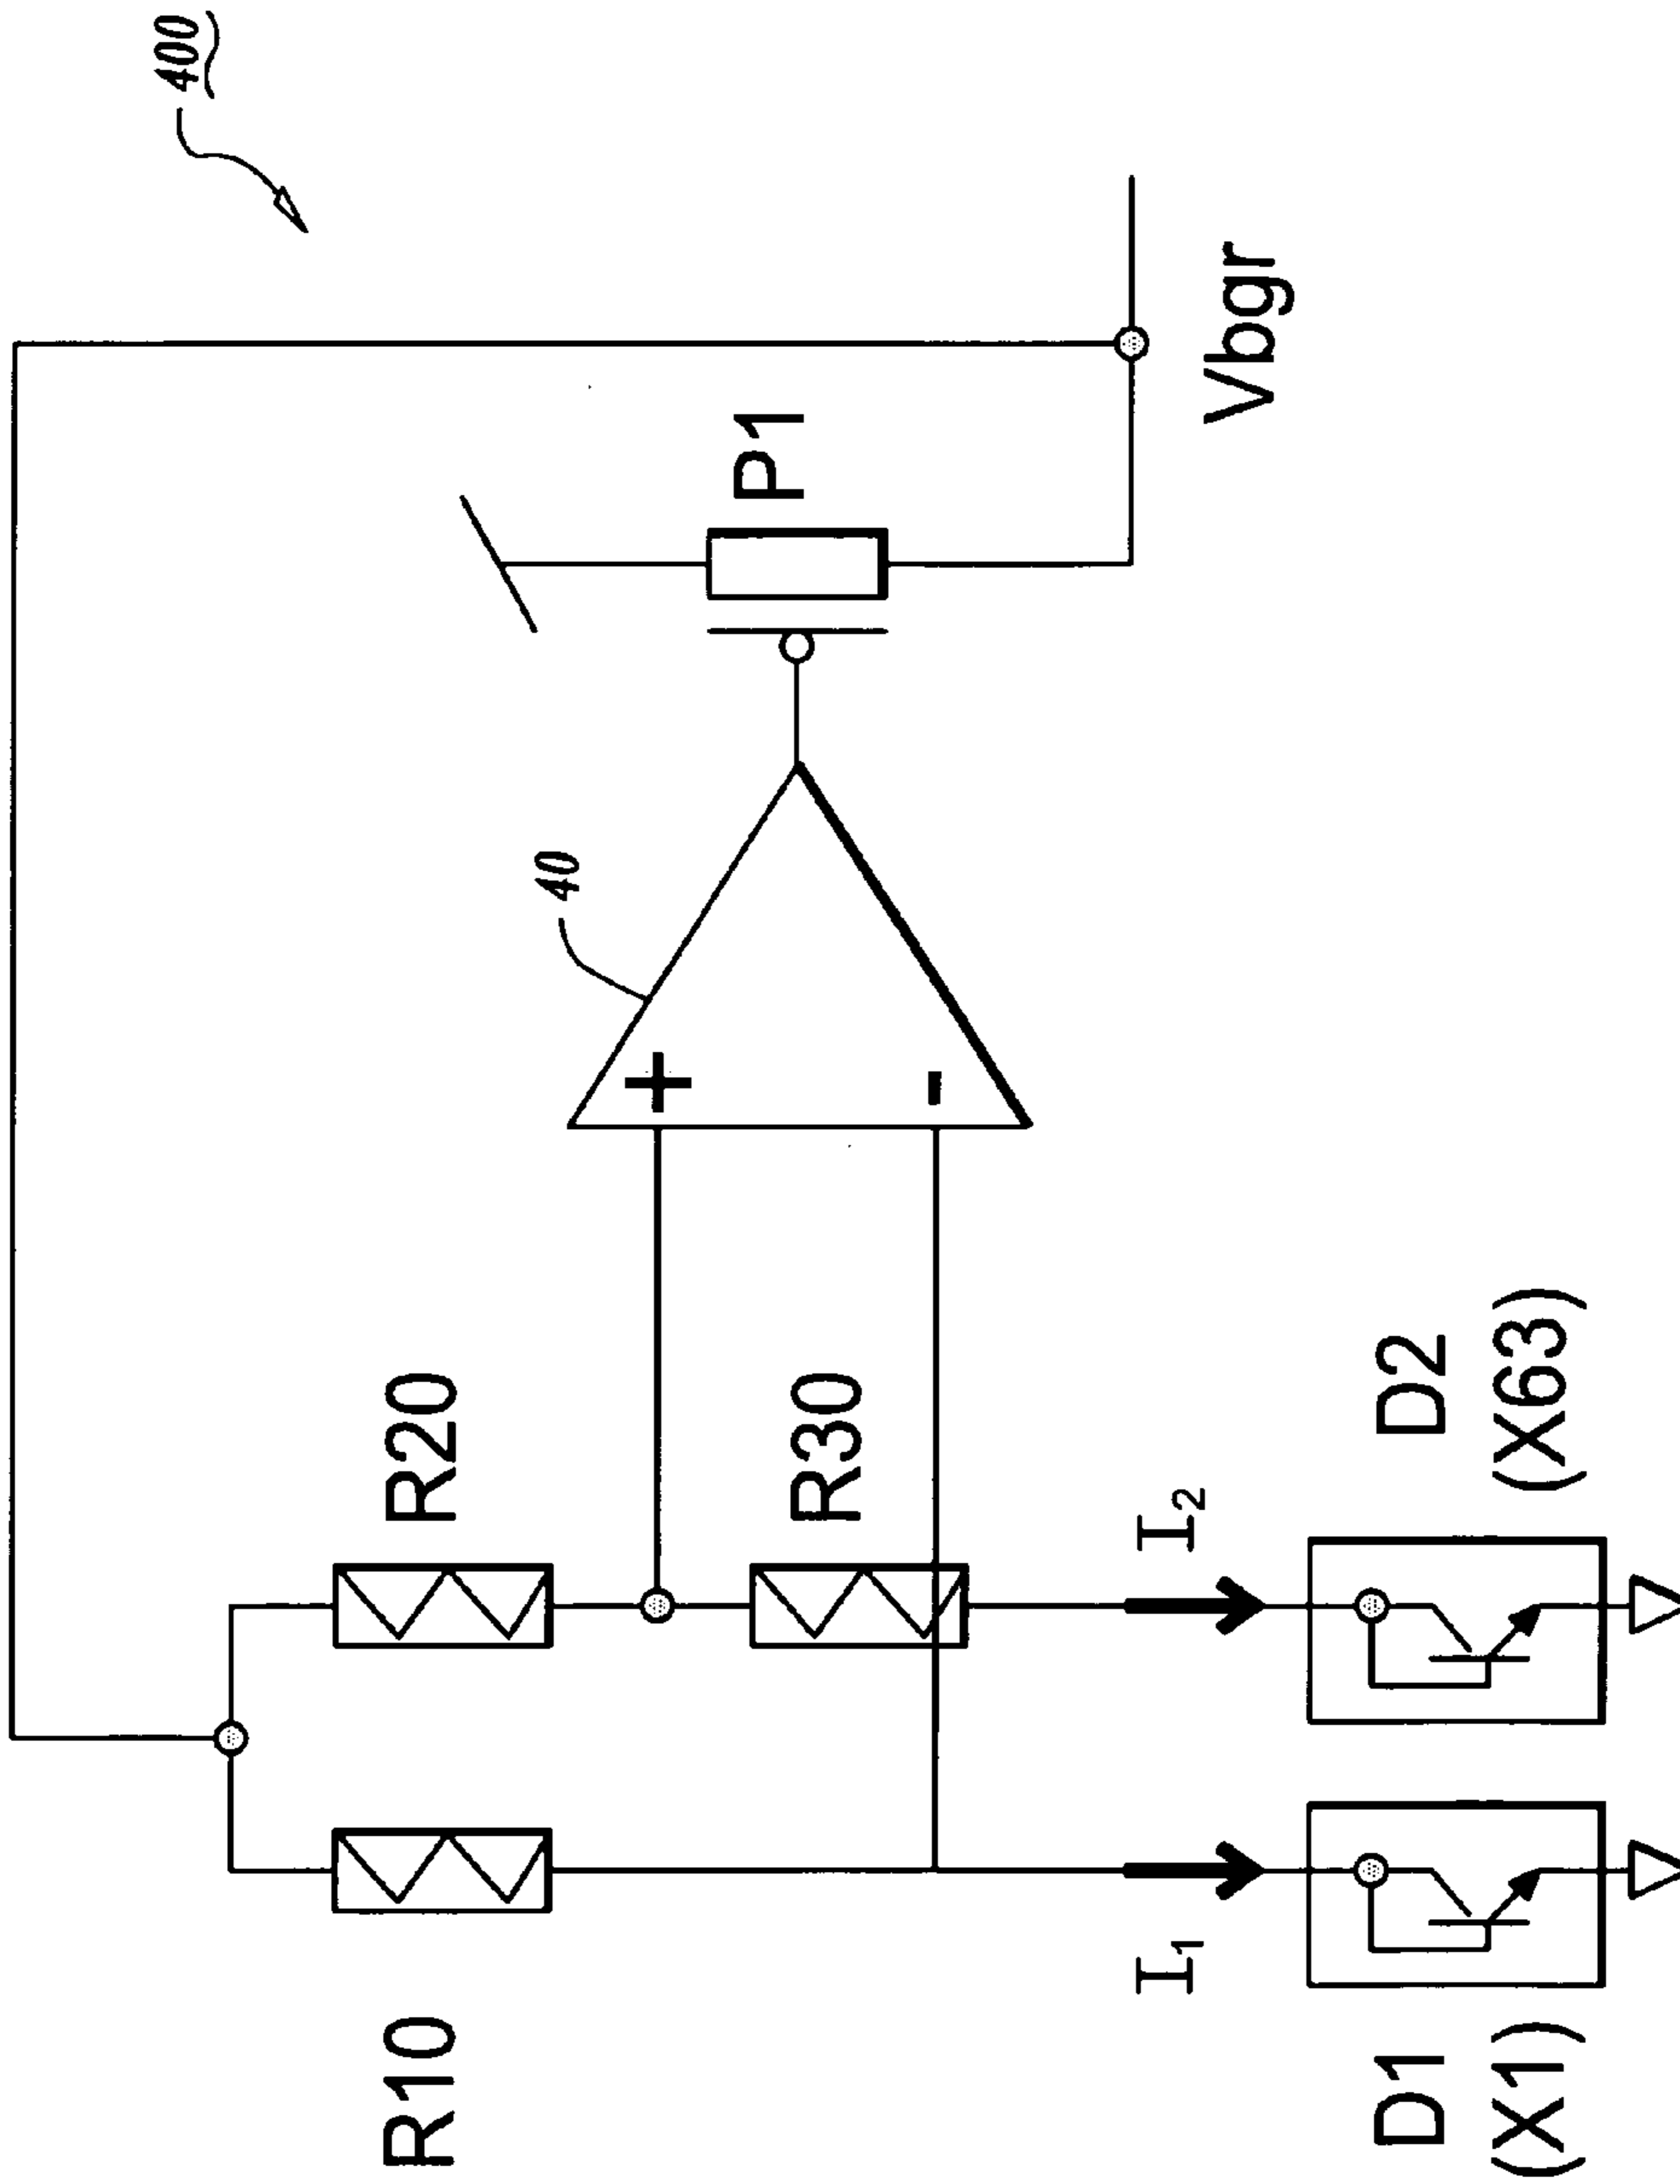 400
R10
R20
R30
40
+
-
P1
Vbgr
I₁
I₂
D1
(X1)
D2
(X63)